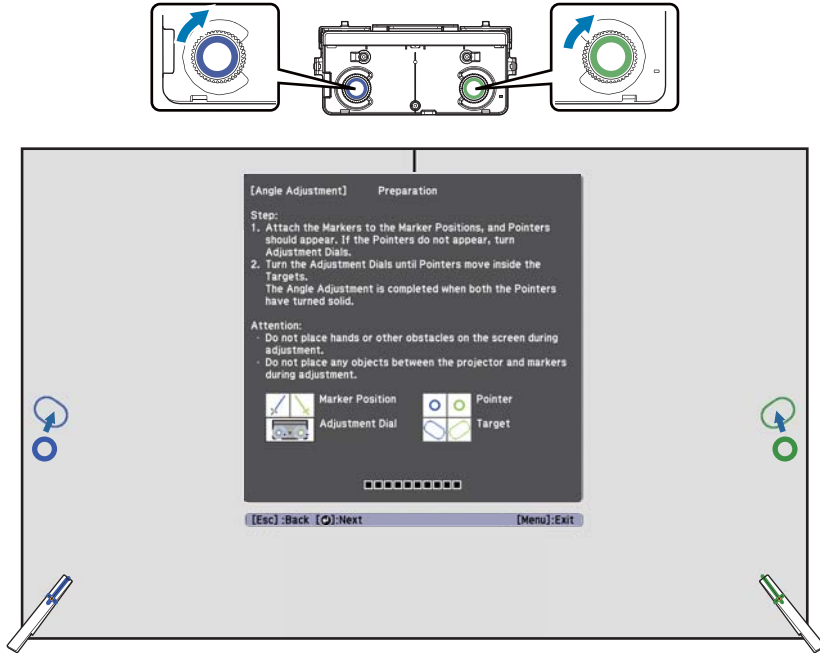 [Angle Adjustment] Preparation
Step:
1. Attach the Markers to the Marker Positions, and Pointers
should appear. If the Pointers do not appear, turn
Adjustment Dials.
2. Turn the Adjustment Dials until Pointers move inside the
Targets.
The Angle Adjustment is completed when both the Pointers
have turned solid.
Attention:
· Do not place hands or other obstacles on the screen during
adjustment.
· Do not place any objects between the projector and markers
during adjustment.
Marker Position Pointer
Adjustment Dial Target
[Esc] :Back [⏎]:Next [Menu]:Exit